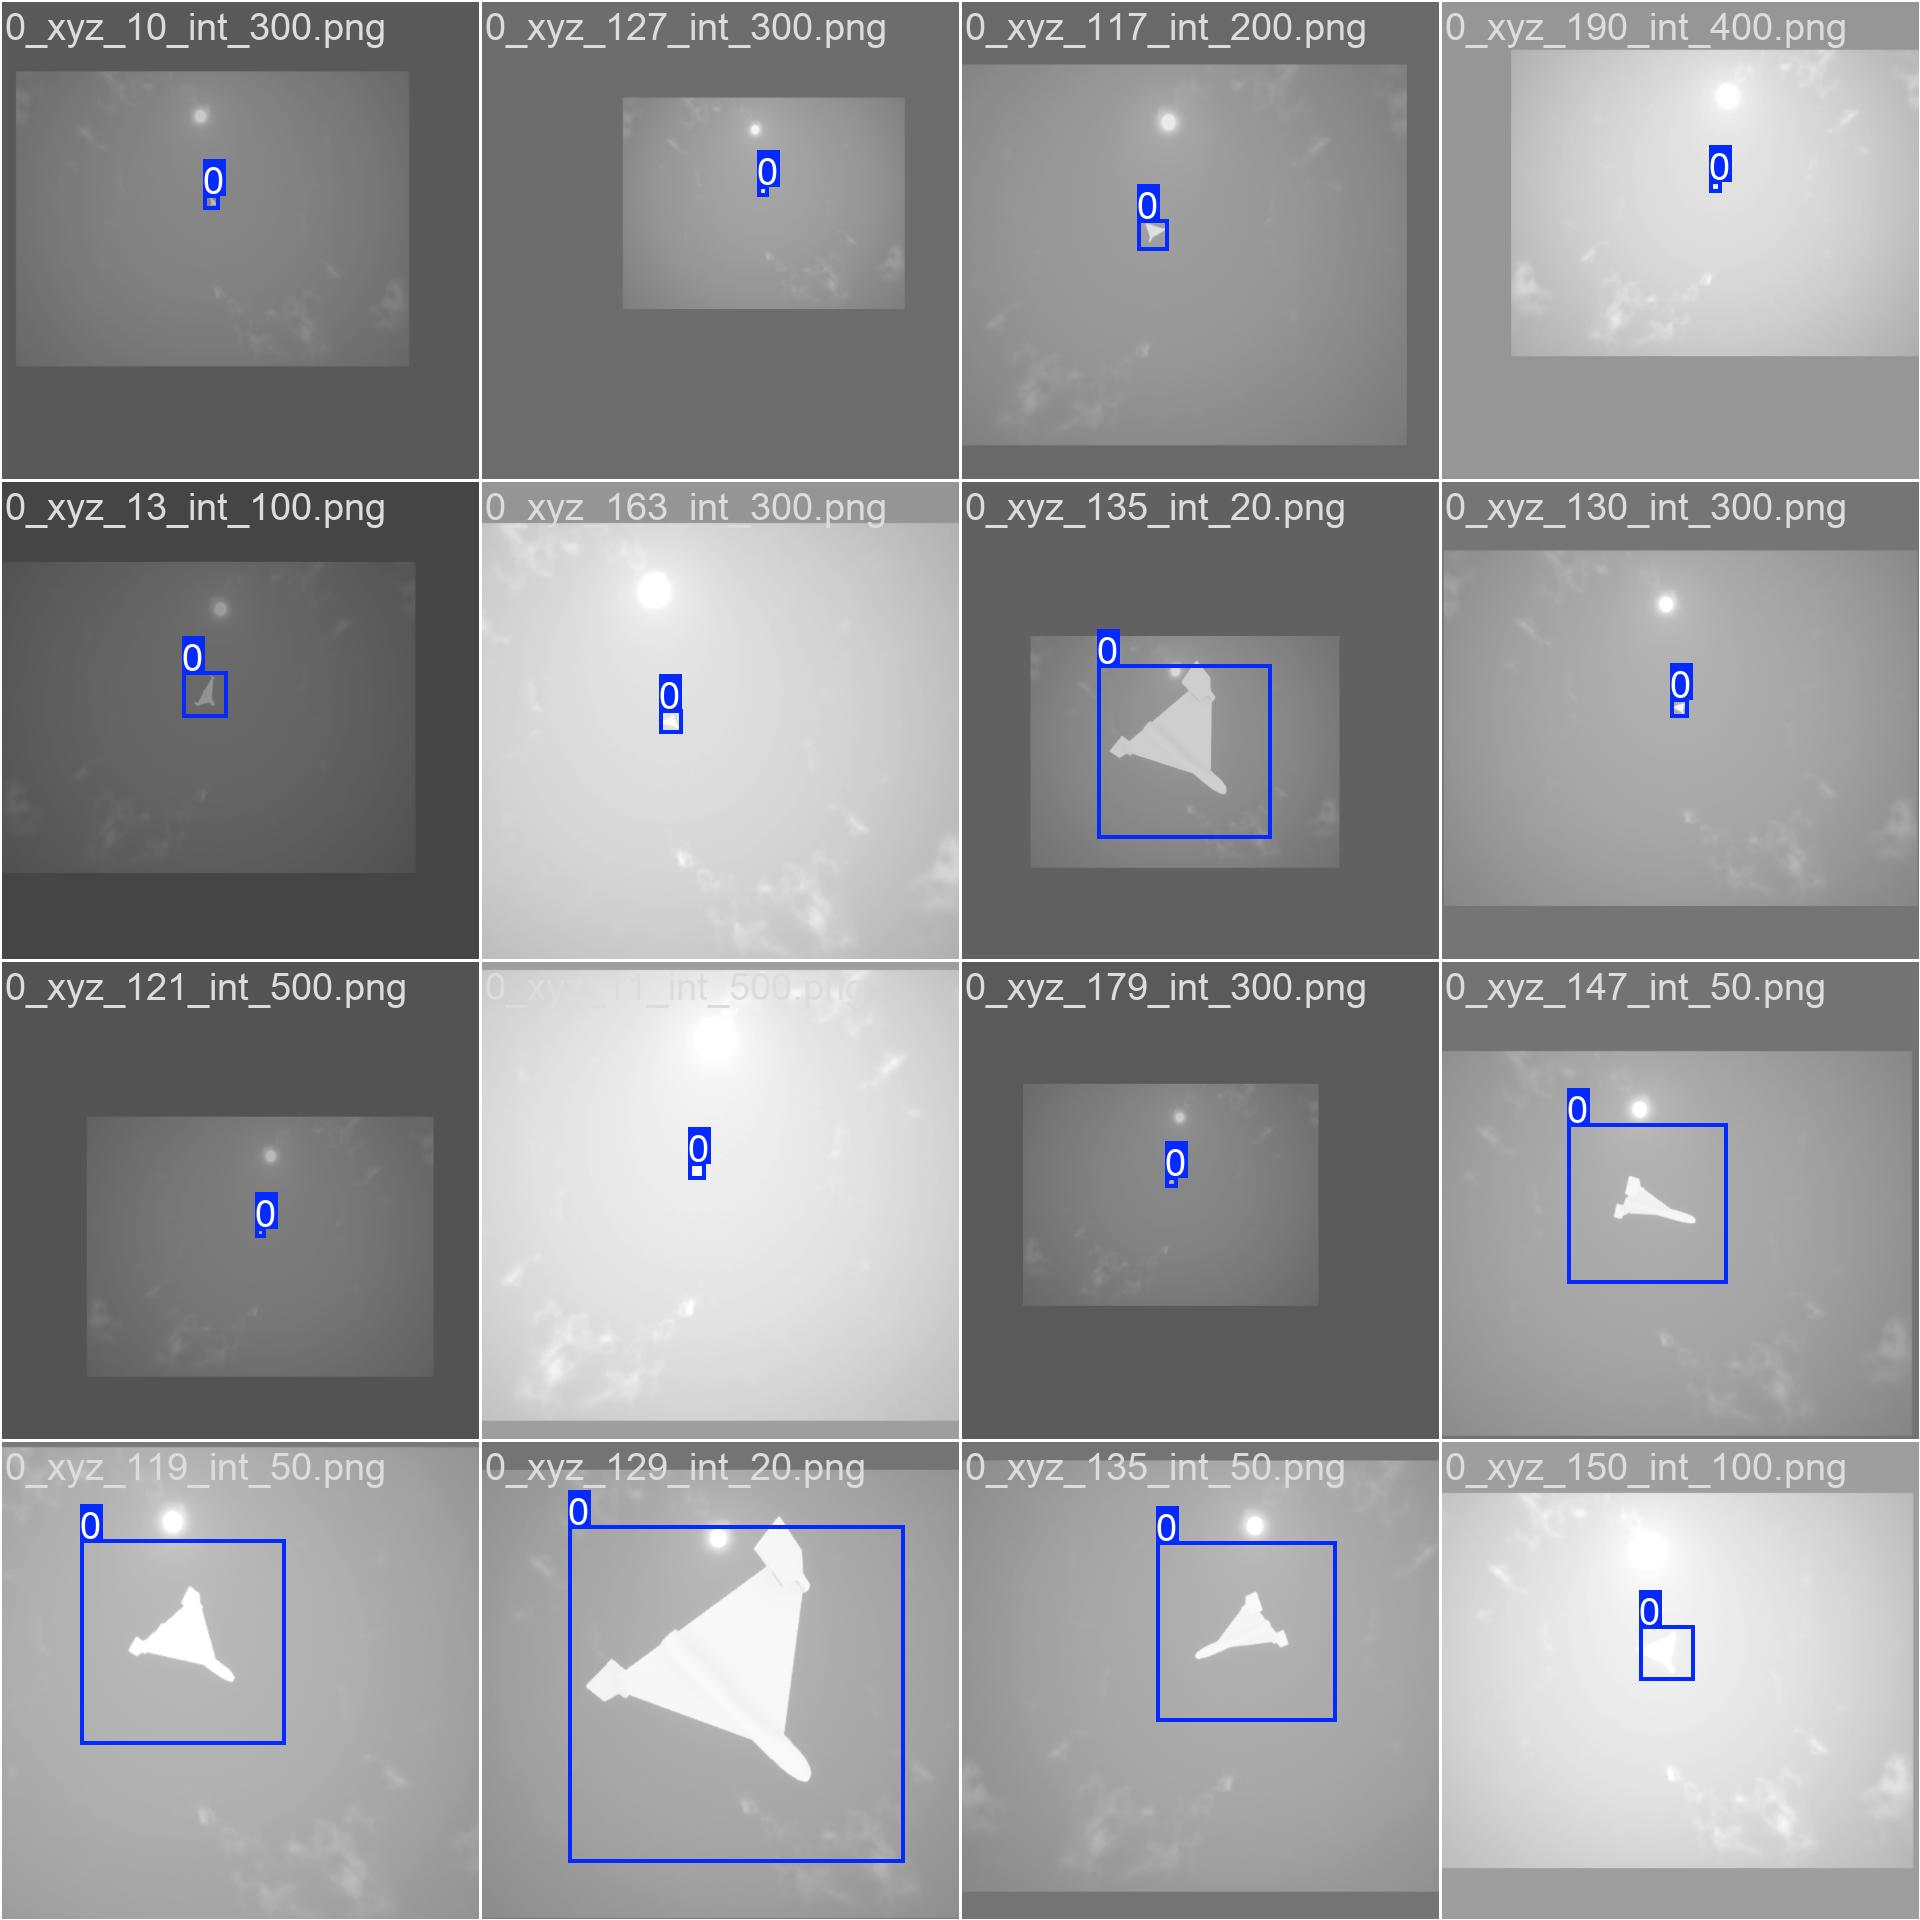 0_xyz_10_int_300.png
0_xyz_127_int_300.png
0_xyz_117_int_200.png
0_xyz_190_int_400.png
0
0
0
0
0_xyz_13_int_100.png
0_xyz_163_int_300.png
0_xyz_135_int_20.png
0_xyz_130_int_300.png
0
0
0
0
0_xyz_121_int_500.png
0_xyz_11_int_500.png
0_xyz_179_int_300.png
0_xyz_147_int_50.png
0
0
0
0
0_xyz_119_int_50.png
0_xyz_129_int_20.png
0_xyz_135_int_50.png
0_xyz_150_int_100.png
0
0
0
0